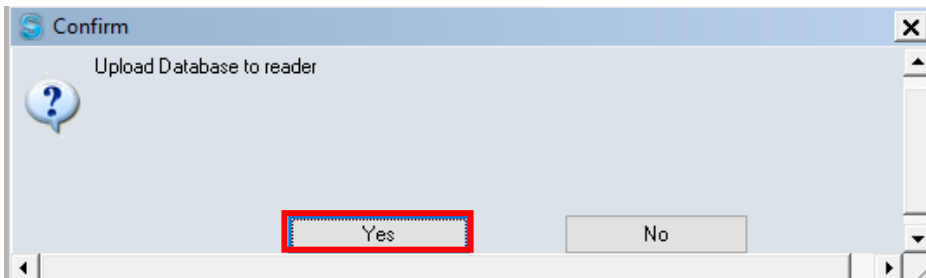 Confirm
Upload Database to reader
Yes
No